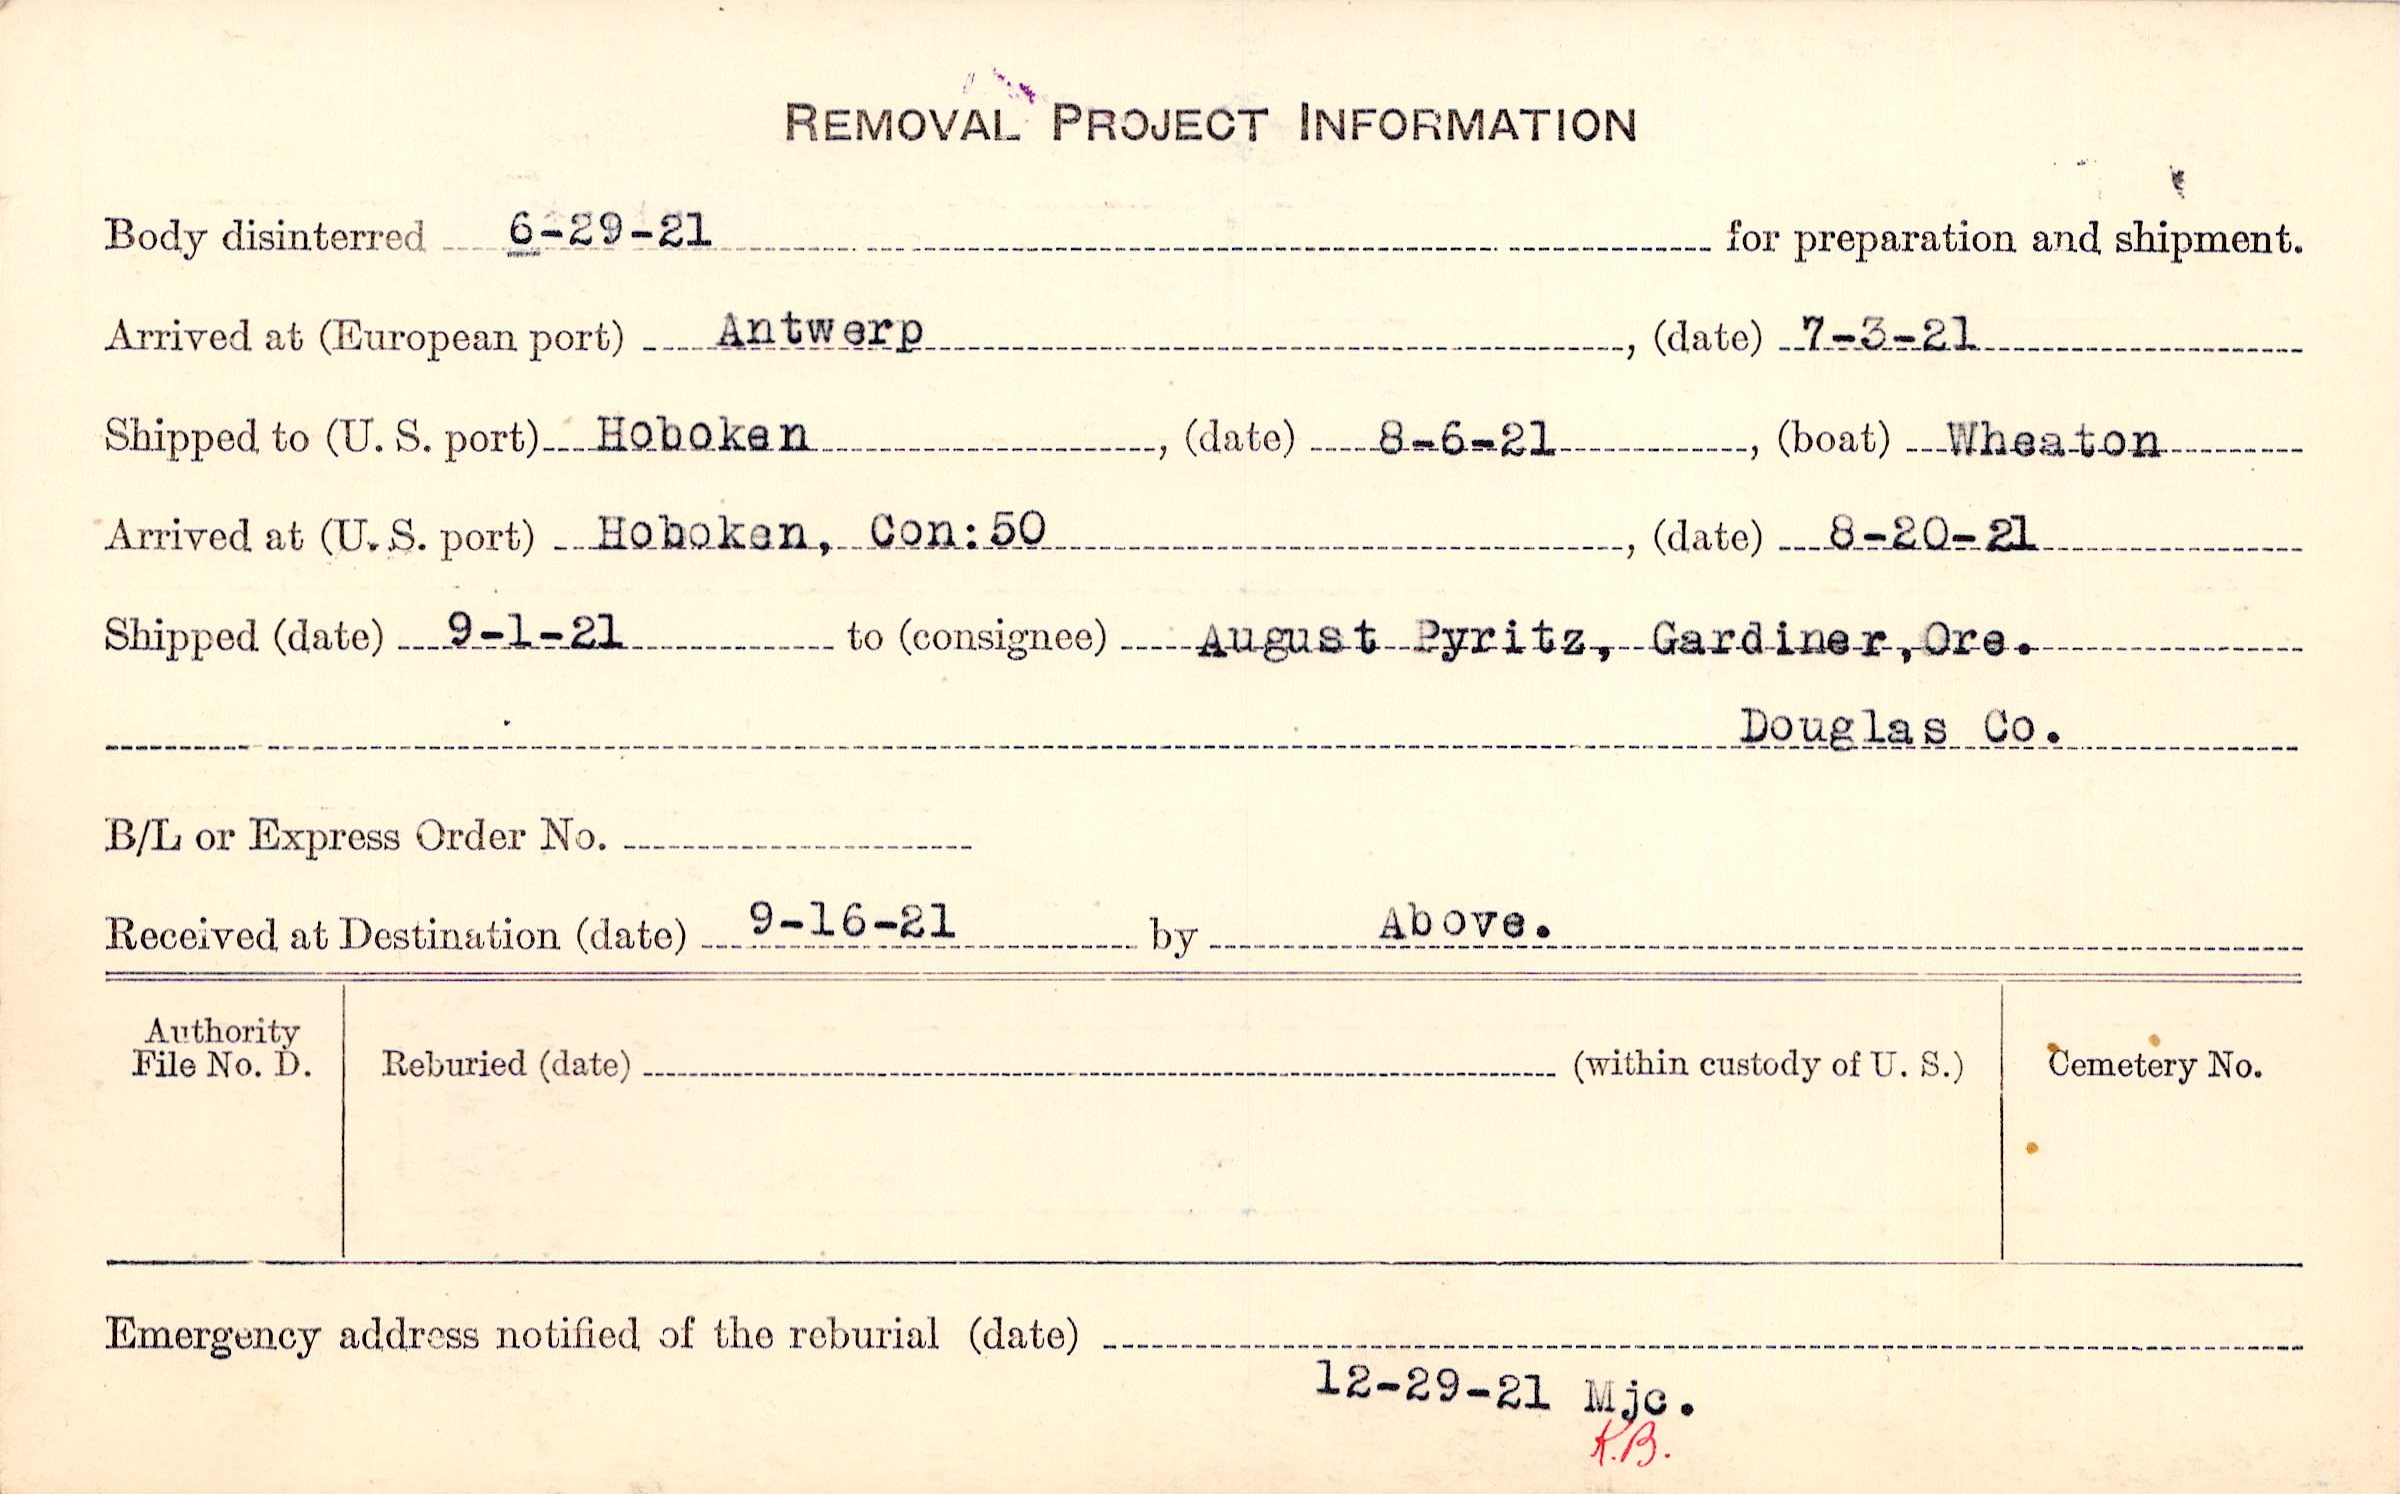 REMOVAL PROJECT INFORMATION
Body disinterred 6-29-21 for preparation and shipment.
Arrived at (European port) Antwerp, (date) 7-3-21
Shipped to (U. S. port) Hoboken, (date) 8-6-21, (boat) Wheaton
Arrived at (U. S. port) Hoboken, Con:50, (date) 8-20-21
Shipped (date) 9-1-21 to (consignee) August Pyritz, Gardiner,Ore.
Douglas Co.
B/L or Express Order No.
Received at Destination (date) 9-16-21 by Above.
Authority
File No. D.
Reburied (date) (within custody of U. S.)
Cemetery No.
Emergency address notified of the reburial (date)
12-29-21 Mjc.
K.B.